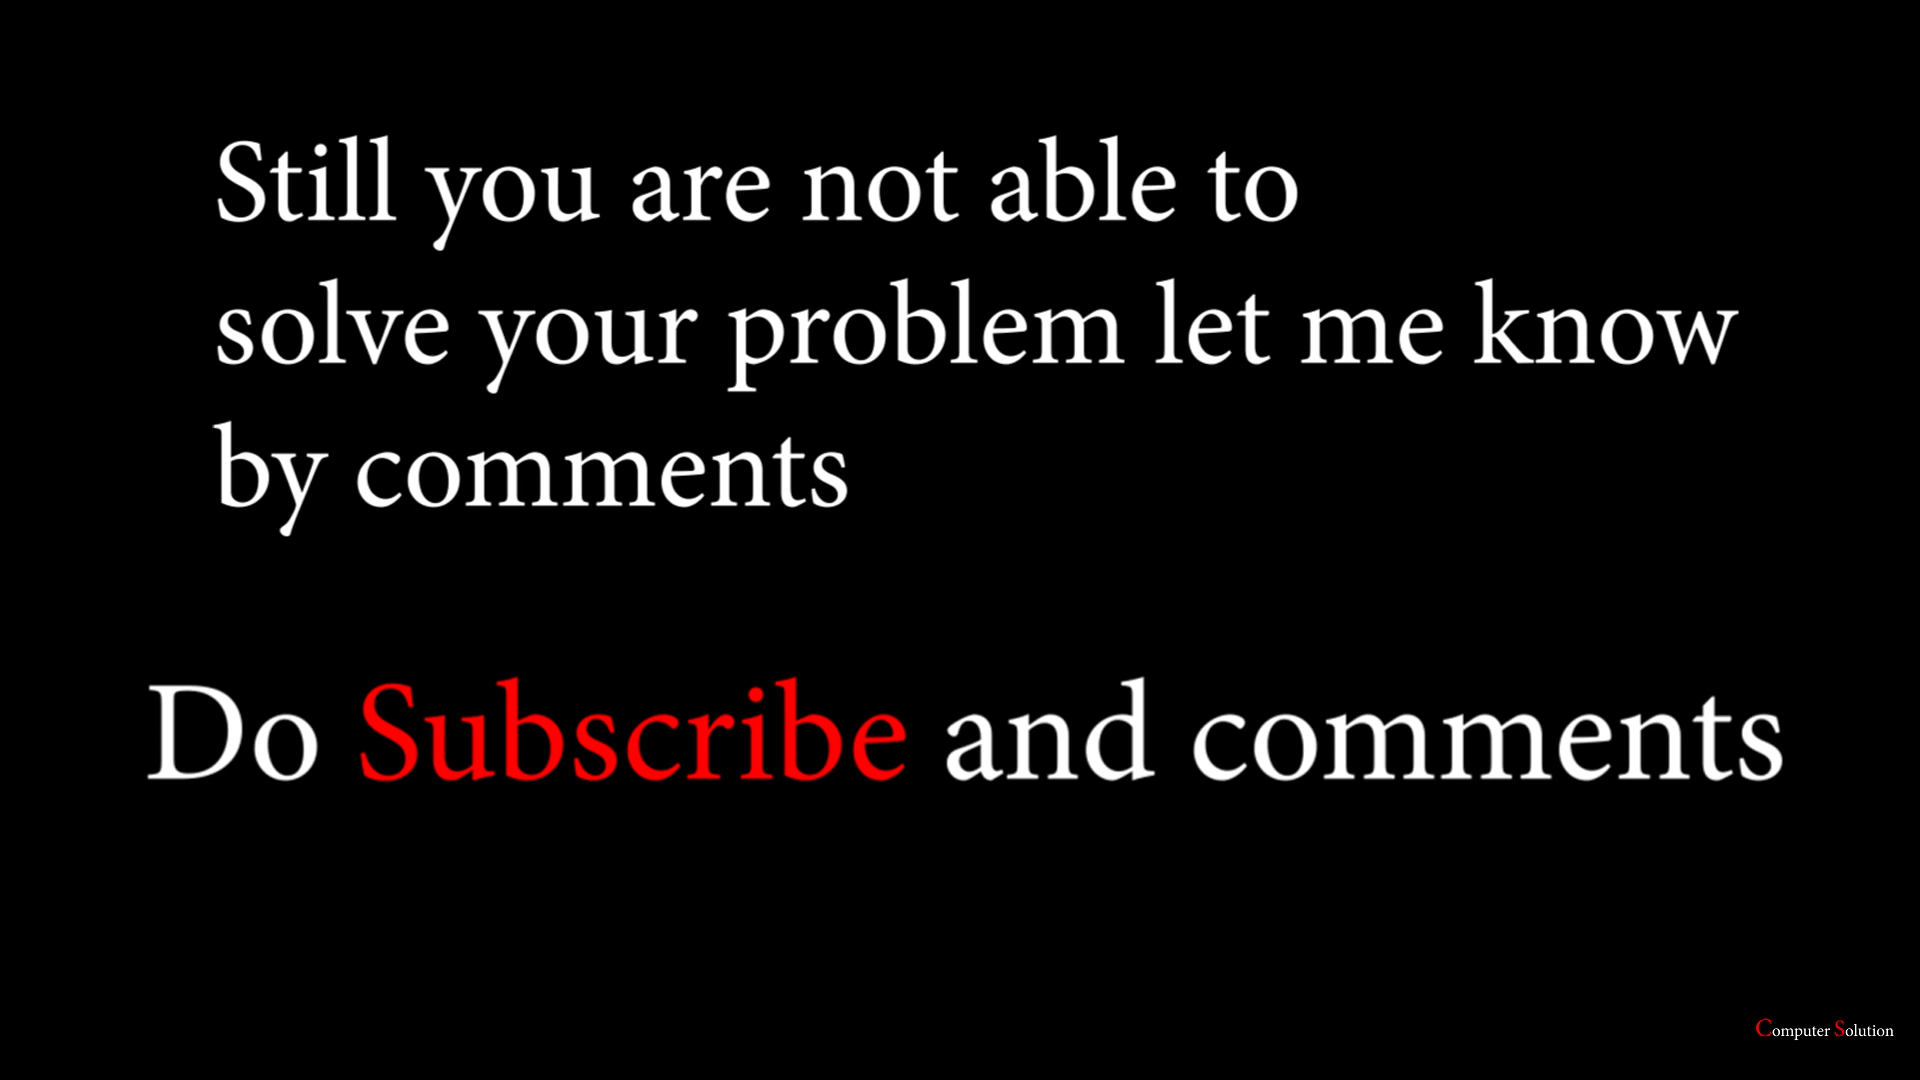 Still you are not able to
solve your problem let me know
by comments
Do Subscribe and comments
Computer Solution